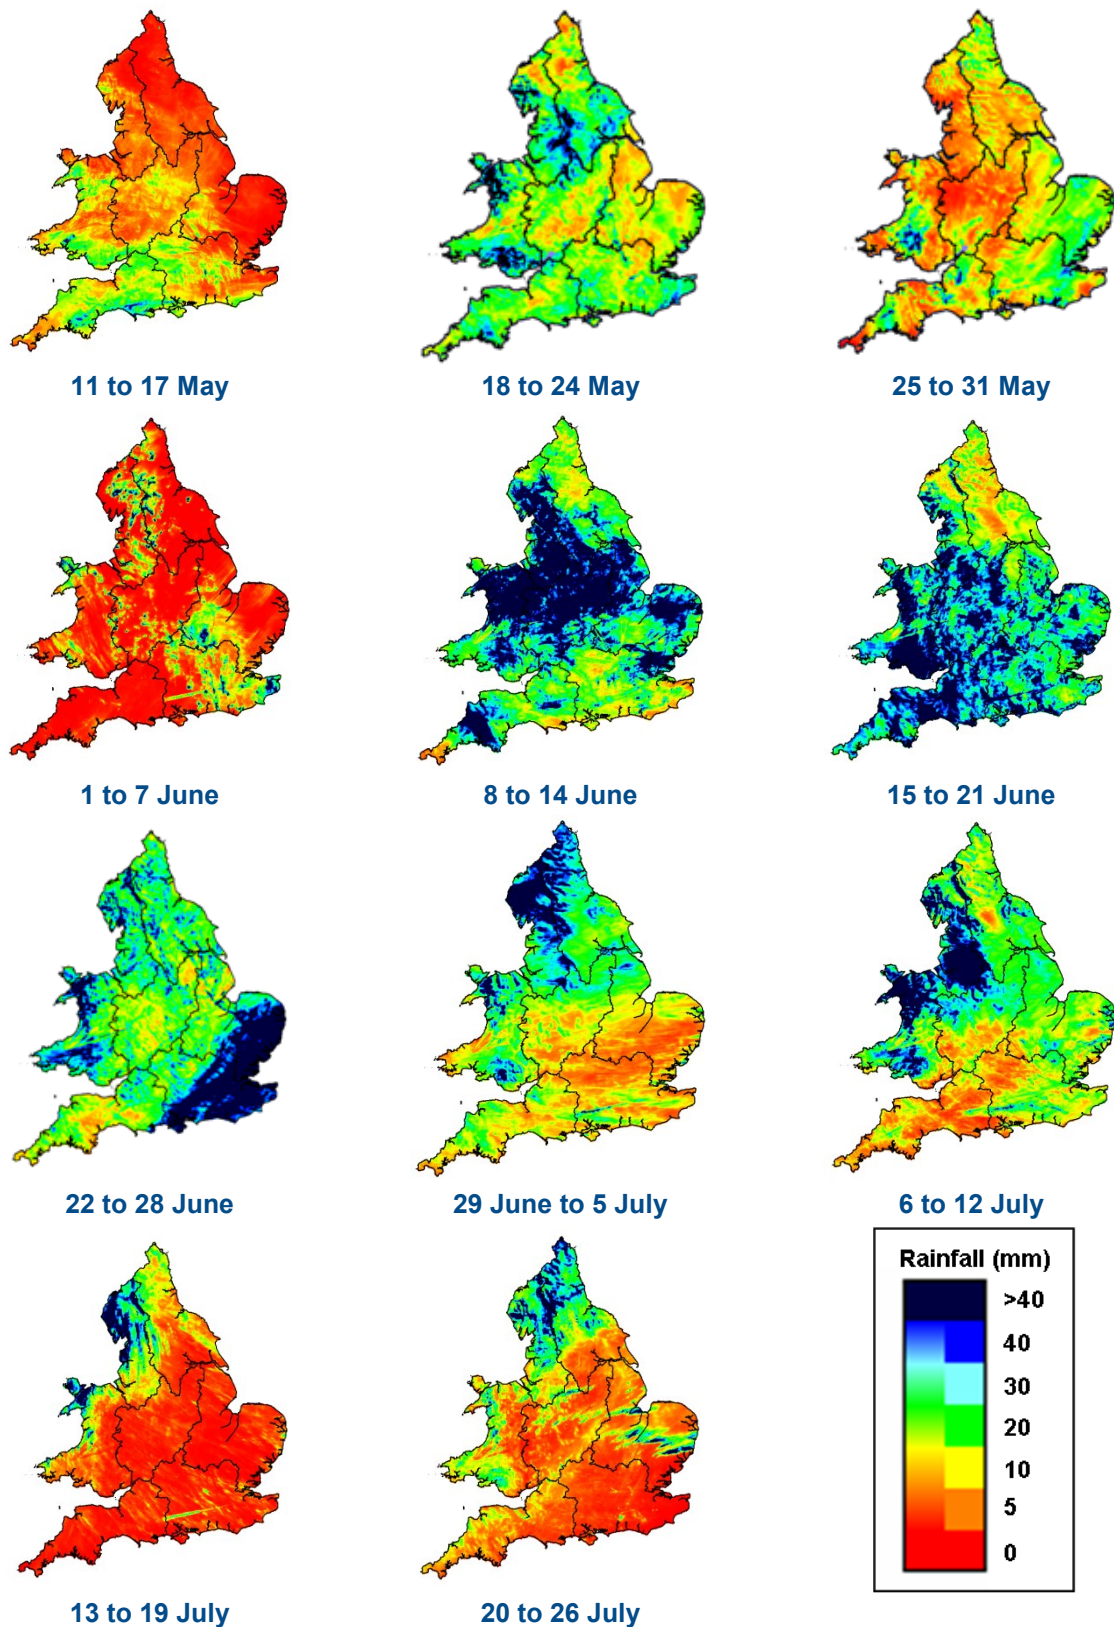 11 to 17 May
18 to 24 May
25 to 31 May
1 to 7 June
8 to 14 June
15 to 21 June
22 to 28 June
29 June to 5 July
6 to 12 July
Rainfall (mm)
>40
40
30
20
10
5
0
13 to 19 July
20 to 26 July